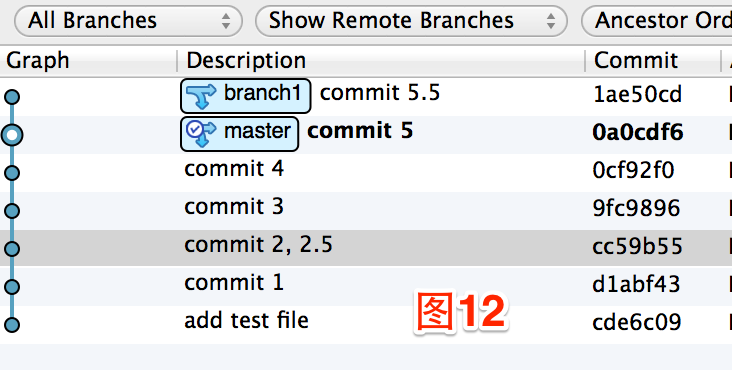 All Branches Show Remote Branches Ancestor Ord
Graph Description Commit
branch1 commit 5.5 1ae50cd
master commit 5 0a0cdf6
commit 4 0cf92f0
commit 3 9fc9896
commit 2, 2.5 cc59b55
commit 1 d1abf43
add test file cde6c09
图12